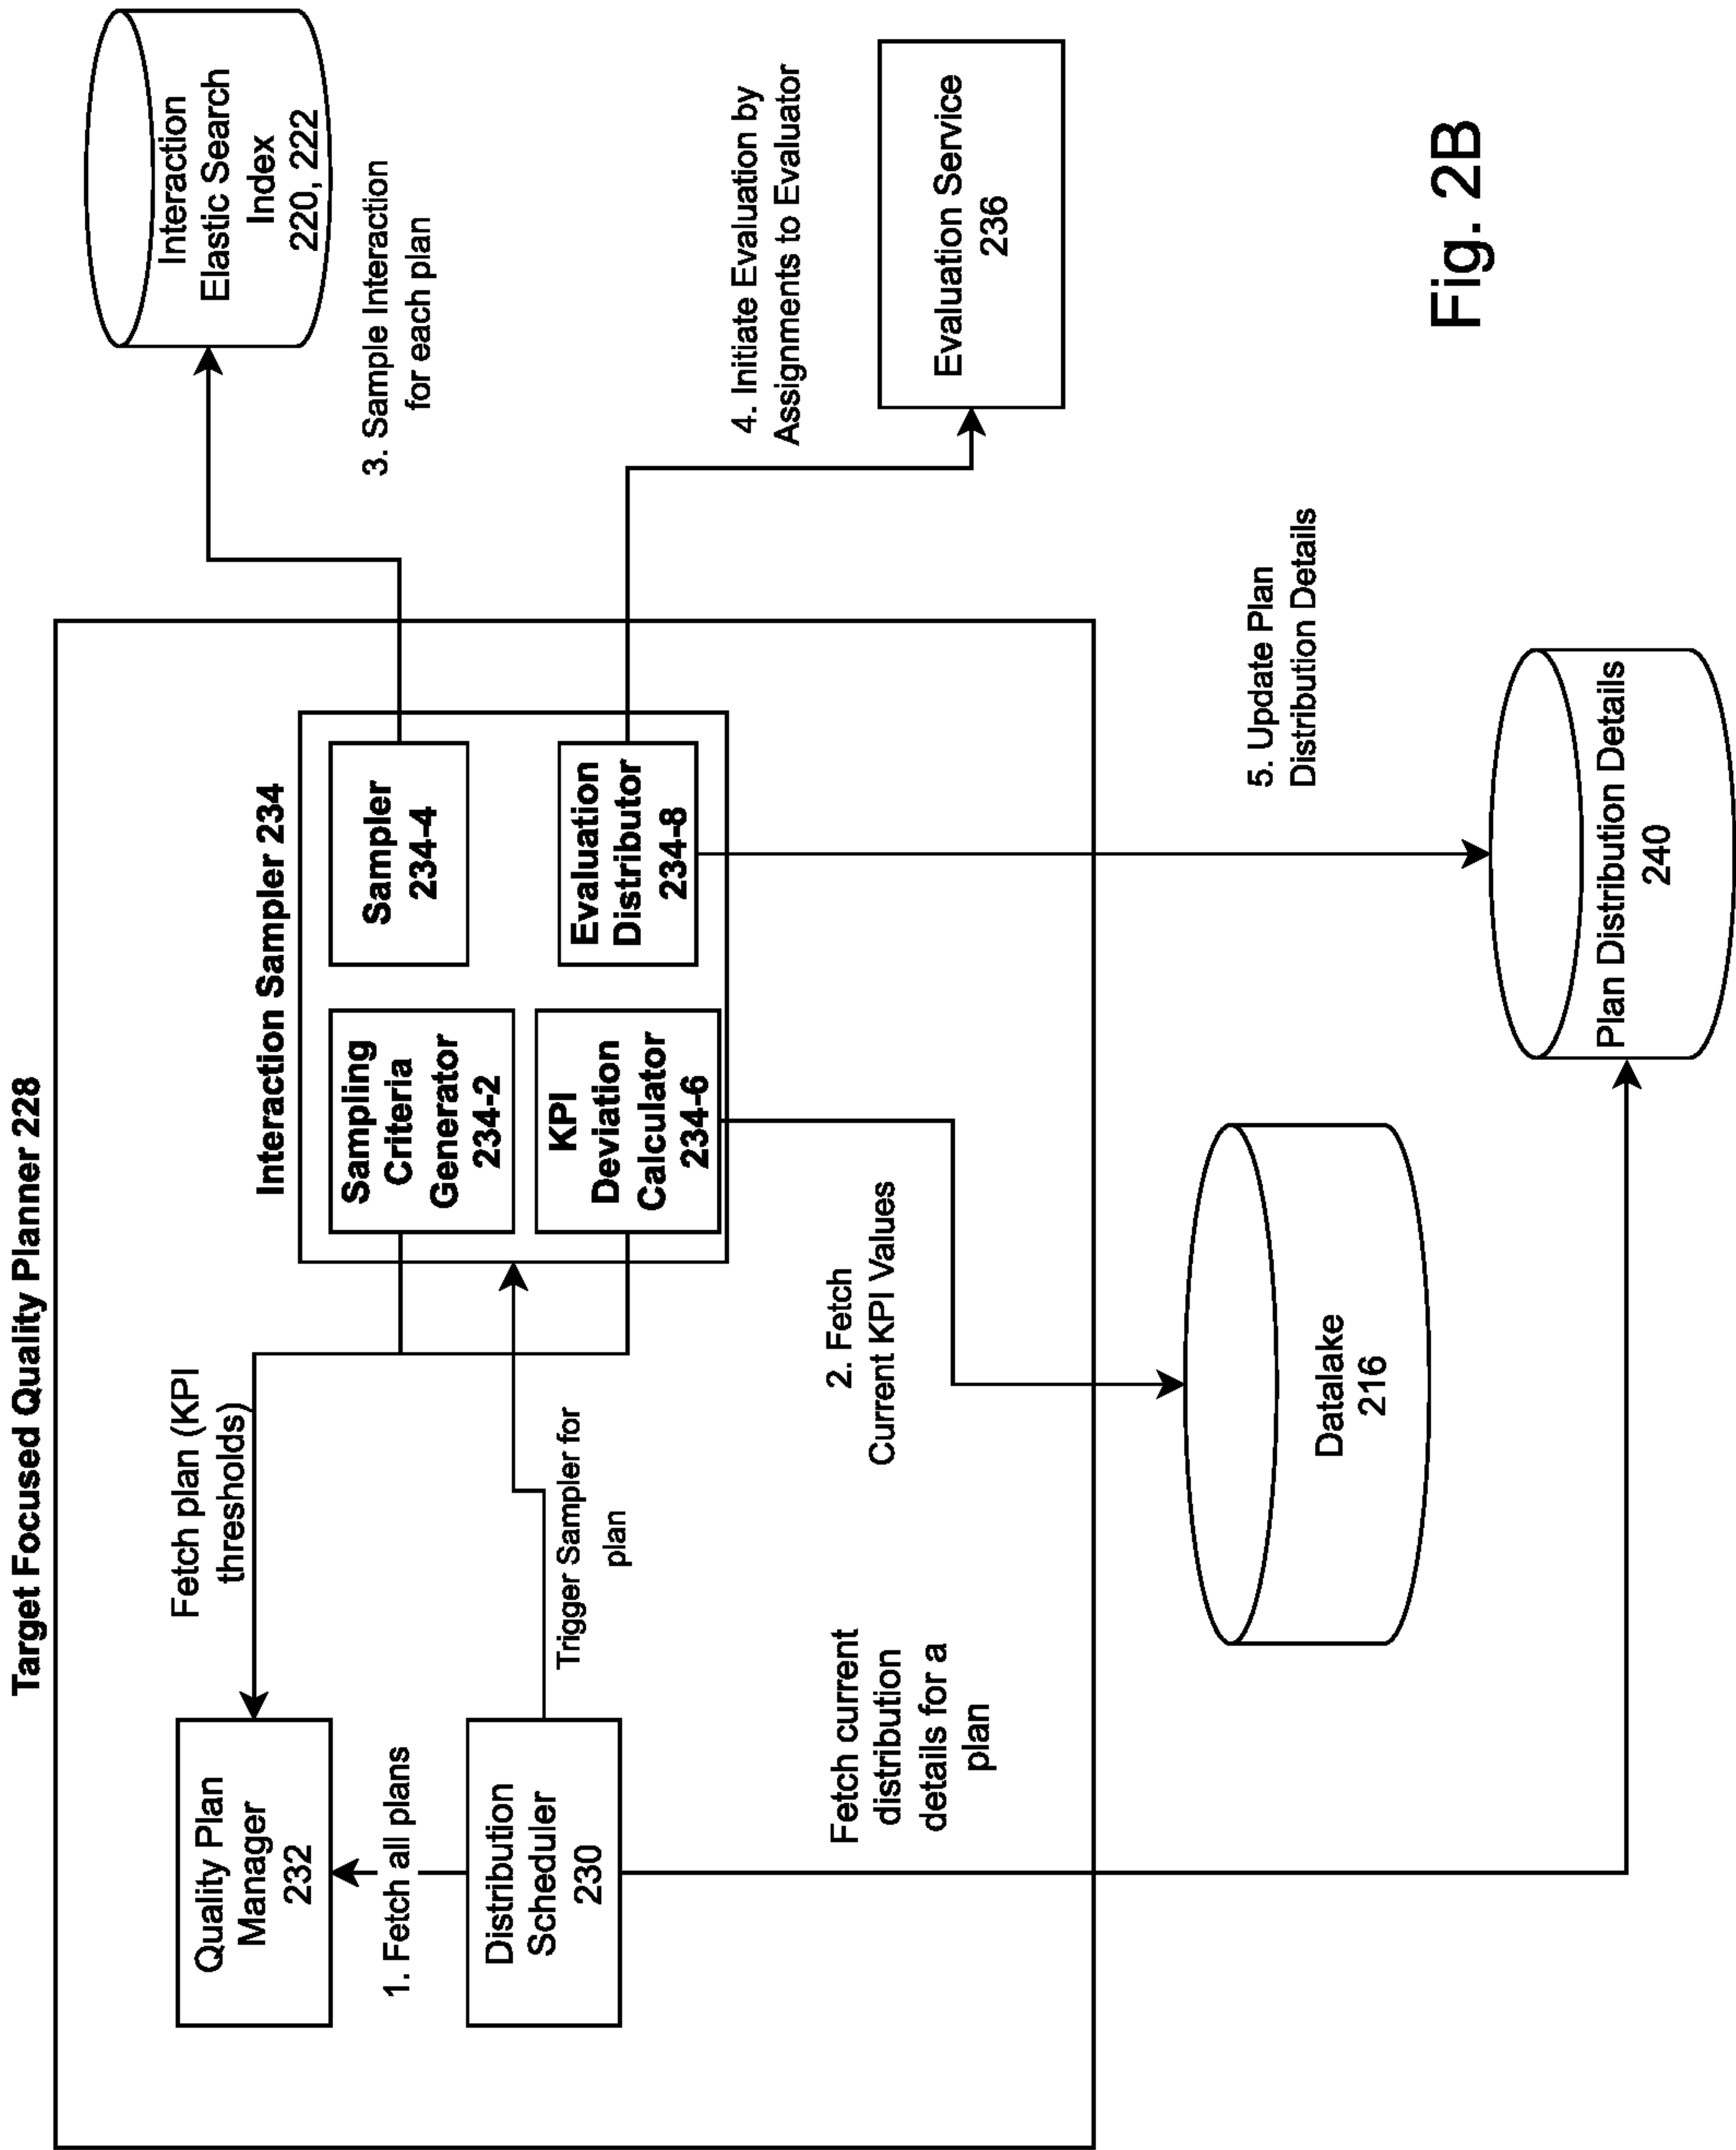 Target Focused Quality Planner 228
Quality Plan
Manager
232
1. Fetch all plans
Distribution
Scheduler
230
Fetch plan (KPI
thresholds)
Trigger Sampler for
plan
Interaction Sampler 234
Sampling
Criteria
Generator
234-2
Sampler
234-4
KPI
Deviation
Calculator
234-6
Evaluation
Distributor
234-8
Interaction
Elastic Search
Index
220, 222
3. Sample Interaction
for each plan
4. Initiate Evaluation by
Assignments to Evaluator
Evaluation Service
236
Fetch current
distribution
details for a
plan
2. Fetch
Current KPI Values
Datalake
216
5. Update Plan
Distribution Details
Plan Distribution Details
240
Fig. 2B